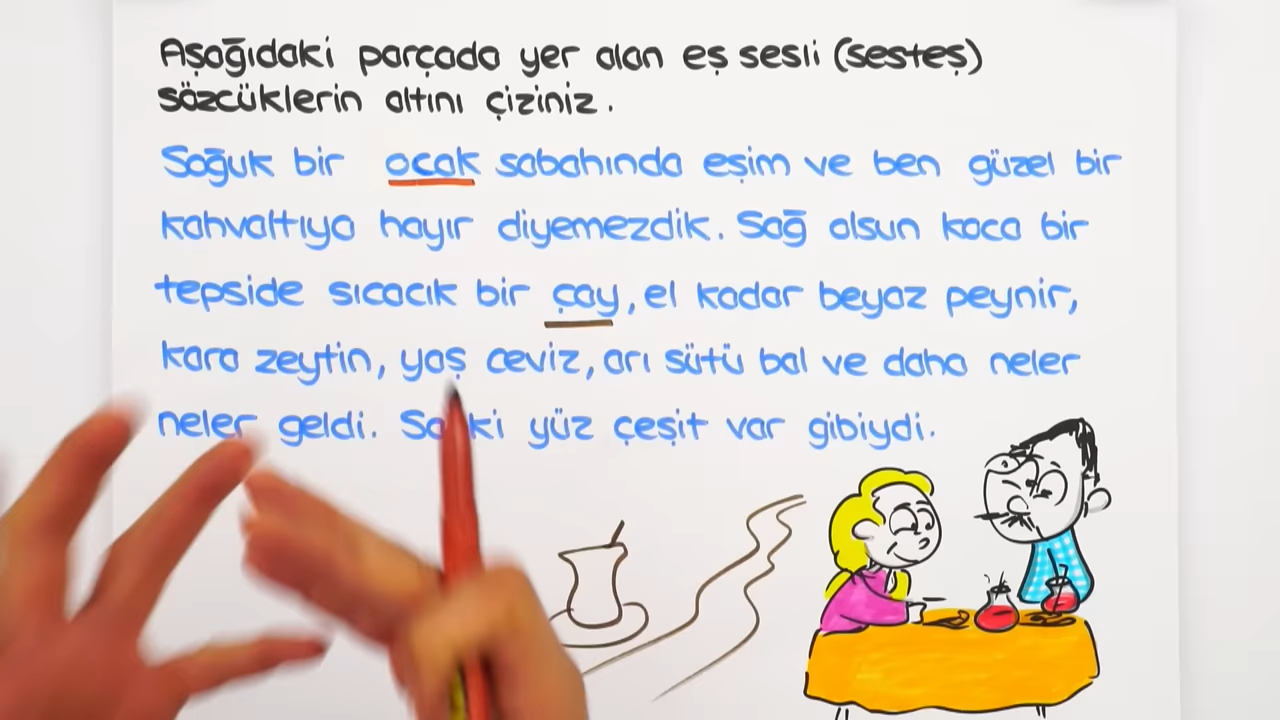 Aşağıdaki parçada yer alan eş sesli (sesteş)
sözcüklerin altını çiziniz.
Soğuk bir ocak sabahında eşim ve ben güzel bir
kahvaltıya hayır diyemezdik. Sağ olsun koca bir
tepside sıcacık bir çay, el kadar beyaz peynir,
kara zeytin, yaş ceviz, arı sütü bal ve daha neler
neler geldi. yüz çeşit var gibiydi.